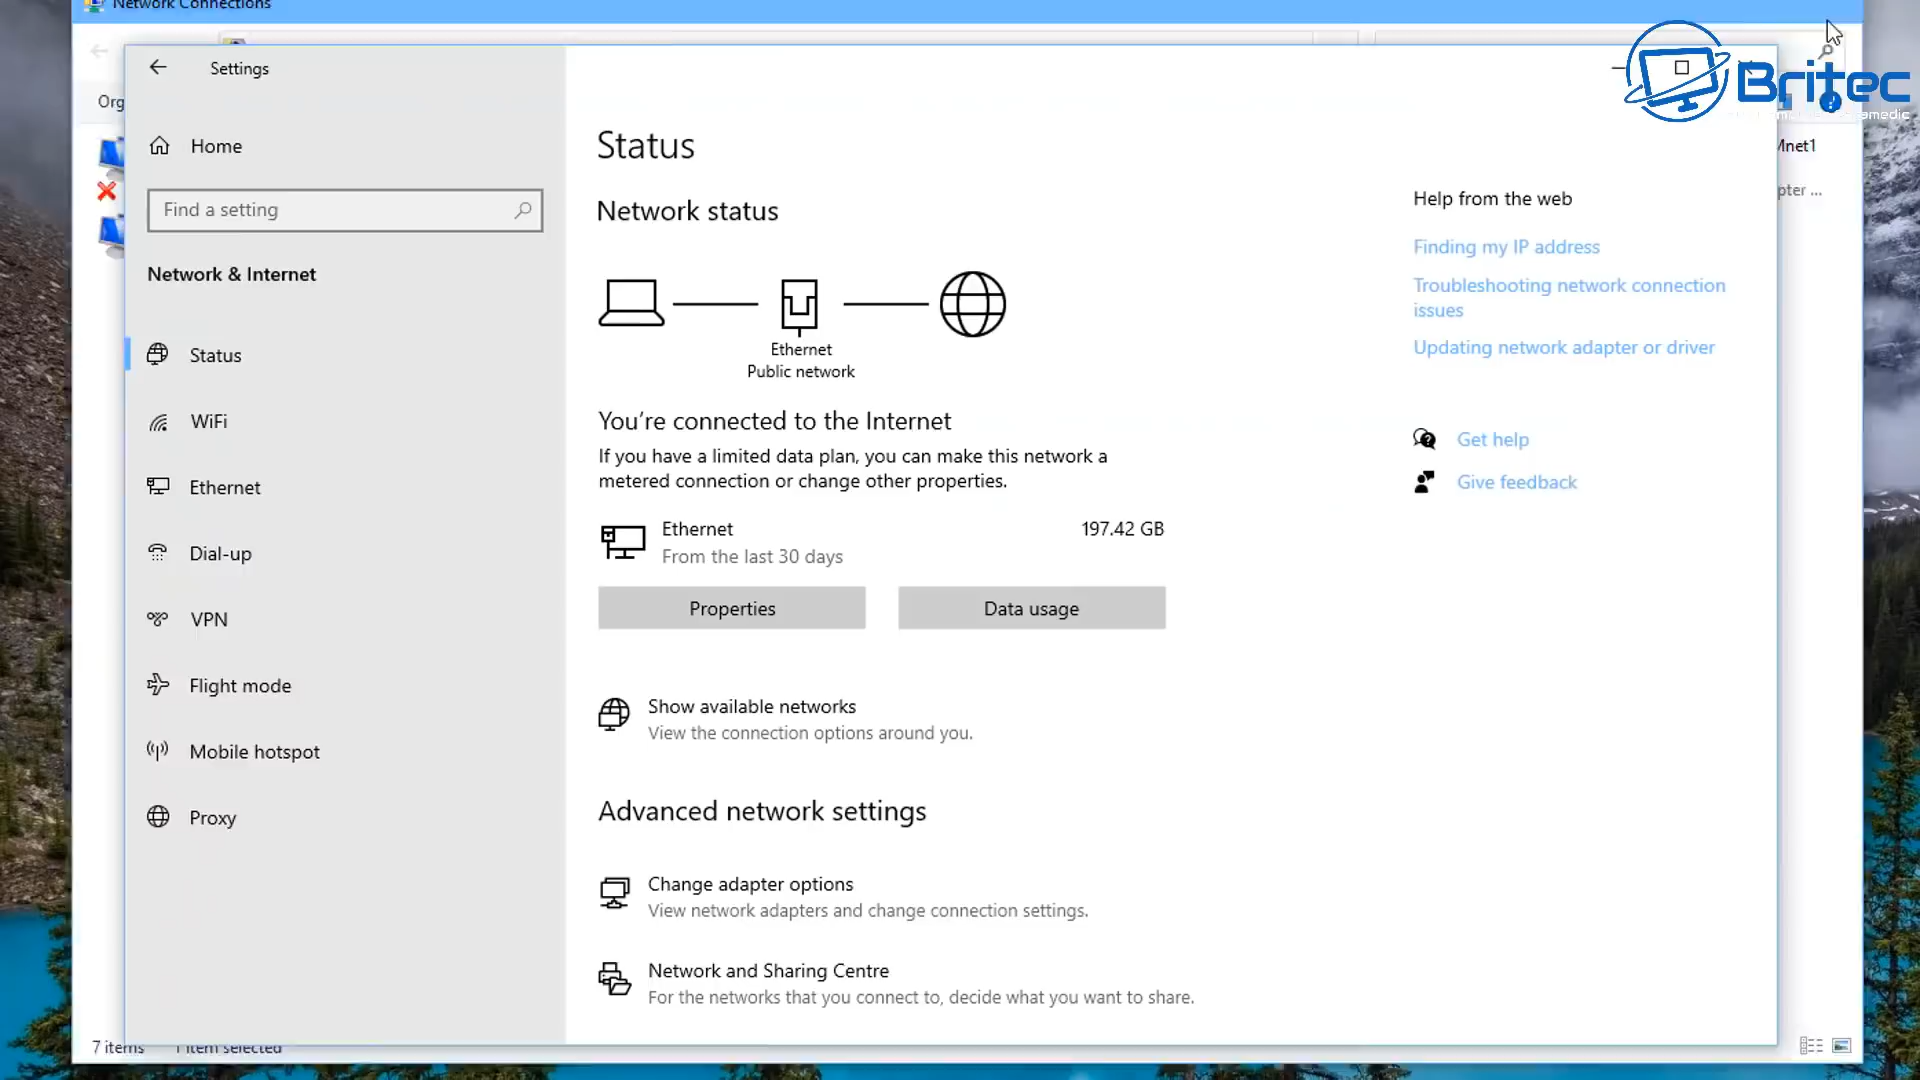 Network Connections
Settings
Britec
Org
Home
Find a setting
Network & Internet
Status
WiFi
Ethernet
Dial-up
VPN
Flight mode
Mobile hotspot
Proxy
Status
Network status
Ethernet
Public network
You're connected to the Internet
If you have a limited data plan, you can make this network a
metered connection or change other properties.
Ethernet 197.42 GB
From the last 30 days
Properties Data usage
Show available networks
View the connection options around you.
Advanced network settings
Change adapter options
View network adapters and change connection settings.
Network and Sharing Centre
For the networks that you connect to, decide what you want to share.
Help from the web
Finding my IP address
Troubleshooting network connection
issues
Updating network adapter or driver
Get help
Give feedback
Mnet1
pter ...
7 items 1 item selected